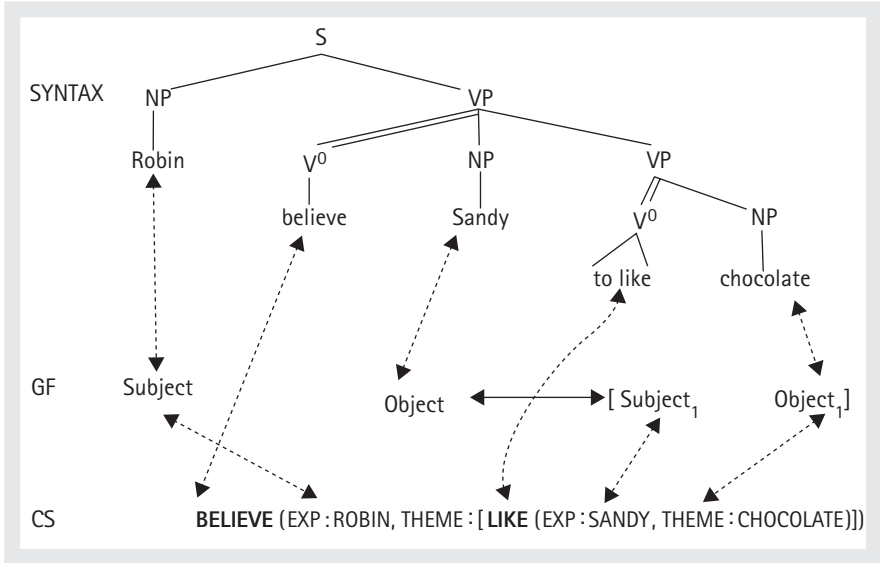 S
SYNTAX NP VP
Robin V⁰ NP VP
believe Sandy V⁰ NP
to like chocolate
GF Subject Object [ Subject₁ Object₁]
CS BELIEVE (EXP : ROBIN, THEME : [ LIKE (EXP : SANDY, THEME : CHOCOLATE)])